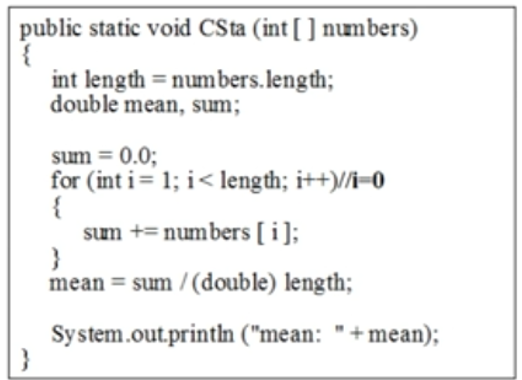 public static void CSta (int [ ] numbers)
{
int length = numbers.length;
double mean, sum;
sum = 0.0;
for (int i = 1; i < length; i++)//i=0
{
sum += numbers [ i ];
}
mean = sum / (double) length;
System.out.println ("mean: " + mean);
}